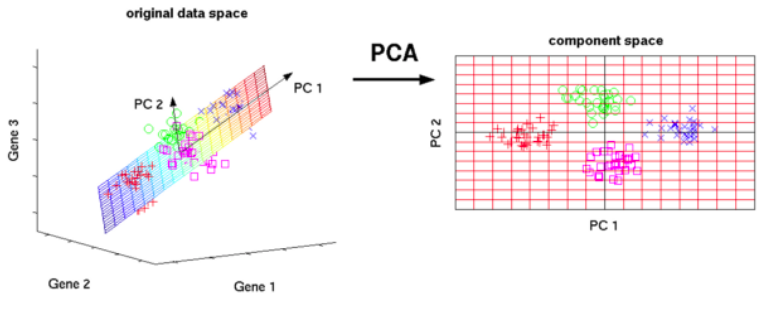 original data space
PCA
component space
PC 2
PC 1
Gene 3
PC 2
Gene 2
Gene 1
PC 1